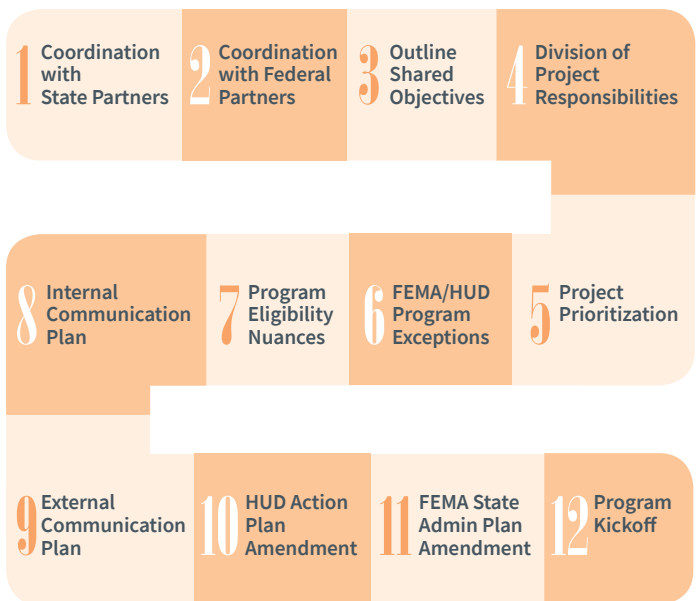 1
Coordination
with
State Partners
2
Coordination
with Federal
Partners
3
Outline
Shared
Objectives
4
Division of
Project
Responsibilities
5
Project
Prioritization
6
FEMA/HUD
Program
Exceptions
7
Program
Eligibility
Nuances
8
Internal
Communication
Plan
9
External
Communication
Plan
10
HUD Action
Plan
Amendment
11
FEMA State
Admin Plan
Amendment
12
Program
Kickoff